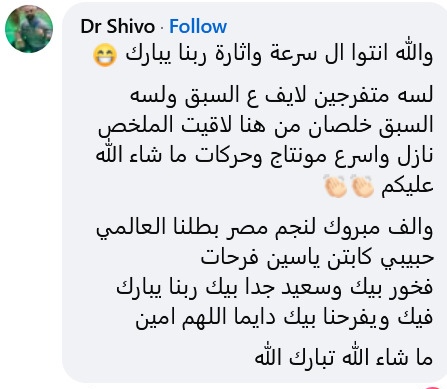 Dr Shivo · Follow
والله انتوا ال سرعة واثارة ربنا يبارك 😁
لسه متفرجين لايف ع السبق ولسه
السبق خلصان من هنا لاقيت الملخص
نازل واسرع مونتاج وحركات ما شاء الله
عليكم 👏🏻👏🏻
والف مبروك لنجم مصر بطلنا العالمي
حبيبي كابتن ياسين فرحات
فخور بيك وسعيد جدا بيك ربنا يبارك
فيك ويفرحنا بيك دايما اللهم امين
ما شاء الله تبارك الله